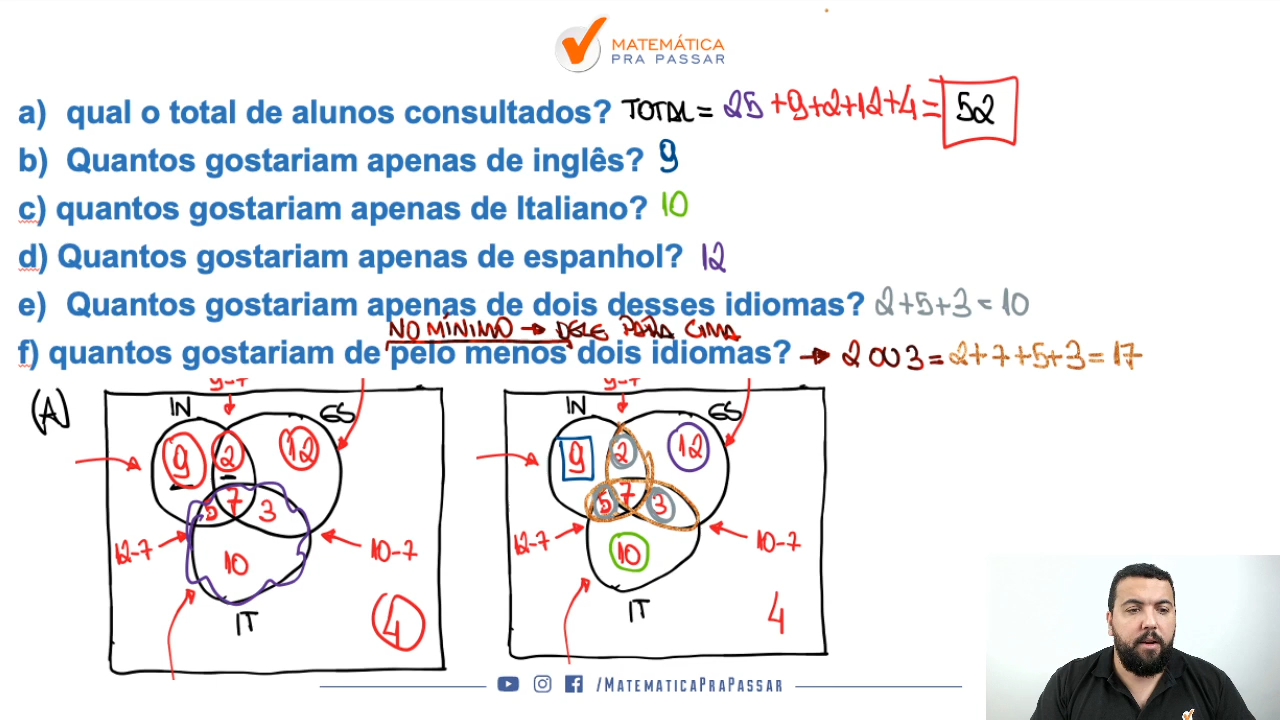 MATEMÁTICA
PRA PASSAR
a) qual o total de alunos consultados? TOTAL = 25 +9+2+12+4 = 52
b) Quantos gostariam apenas de inglês? 9
c) quantos gostariam apenas de Italiano? 10
d) Quantos gostariam apenas de espanhol? 12
e) Quantos gostariam apenas de dois desses idiomas? 2+5+3=10
NO MÍNIMO → DELE PARA CIMA
f) quantos gostariam de pelo menos dois idiomas? → 2 OU 3 = 2+7+5+3=17
(A)
IN
ES
9
2
12
5
7
3
12-7
10
10-7
IT
4
IN
ES
9
2
12
5
7
3
12-7
10
10-7
IT
4
/MATEMATICAPRAPASSAR